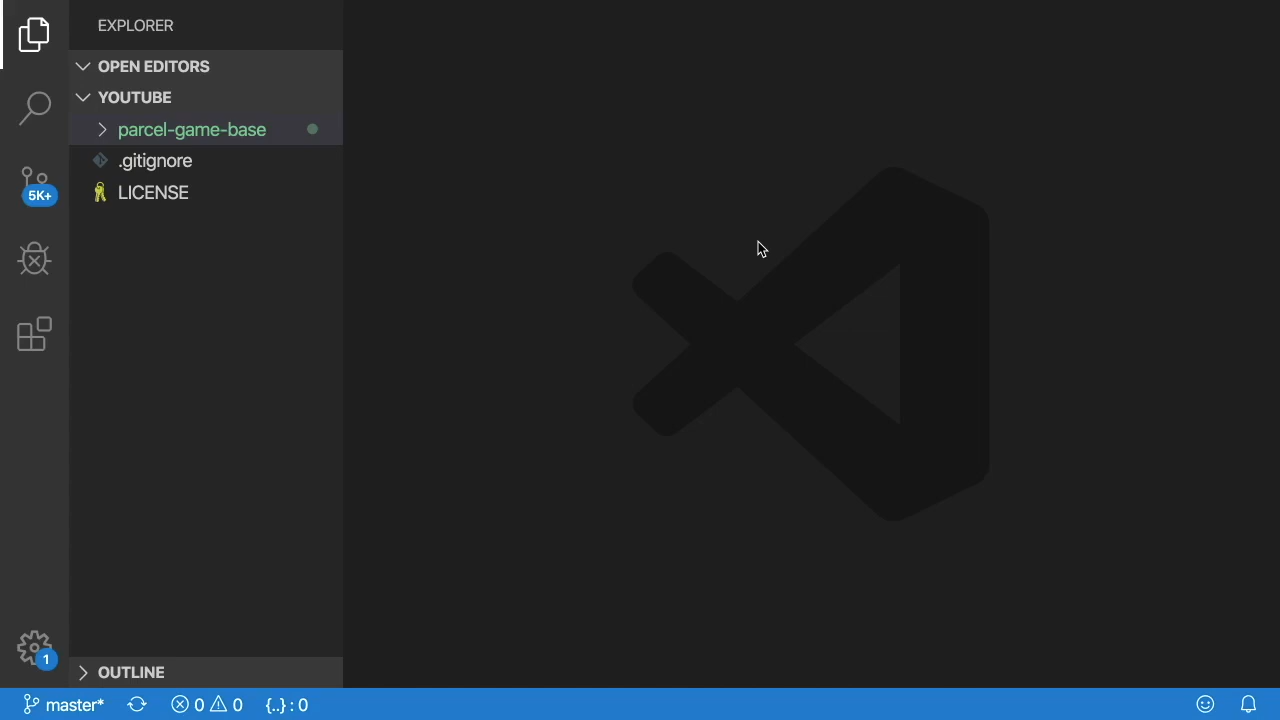 EXPLORER
OPEN EDITORS
YOUTUBE
parcel-game-base
.gitignore
LICENSE
5K+
1
OUTLINE
master* 0 0 {..} : 0